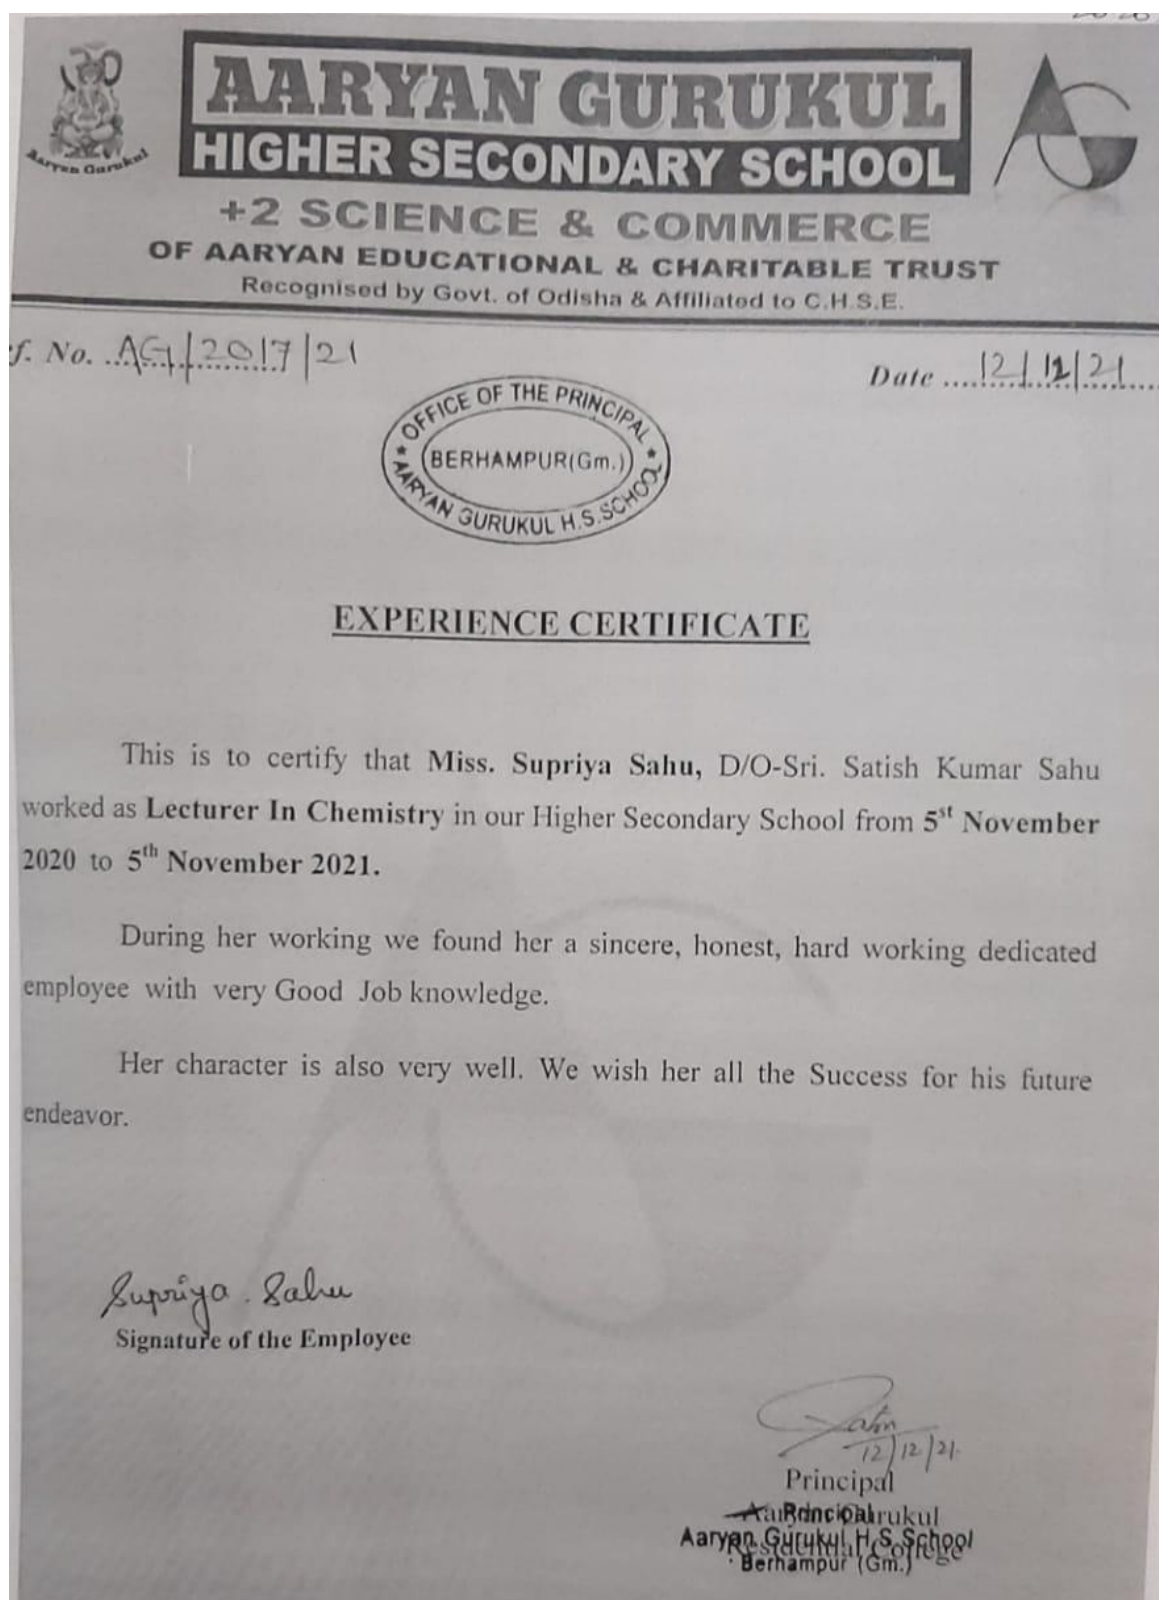 Aaryan Gurukul
AARYAN GURUKUL
HIGHER SECONDARY SCHOOL
+2 SCIENCE & COMMERCE
OF AARYAN EDUCATIONAL & CHARITABLE TRUST
Recognised by Govt. of Odisha & Affiliated to C.H.S.E.
f. No. AG/2017/21
Date 12/12/21
OFFICE OF THE PRINCIPAL
BERHAMPUR(Gm.)
AARYAN GURUKUL H.S.SCHOOL
EXPERIENCE CERTIFICATE
This is to certify that Miss. Supriya Sahu, D/O-Sri. Satish Kumar Sahu
worked as Lecturer In Chemistry in our Higher Secondary School from 5st November
2020 to 5th November 2021.
During her working we found her a sincere, honest, hard working dedicated
employee with very Good Job knowledge.
Her character is also very well. We wish her all the Success for his future
endeavor.
Supriya. Sahu
Signature of the Employee
12/12/21
Principal
Principal
Aaryan Gurukul H.S.School
Berhampur (Gm.)